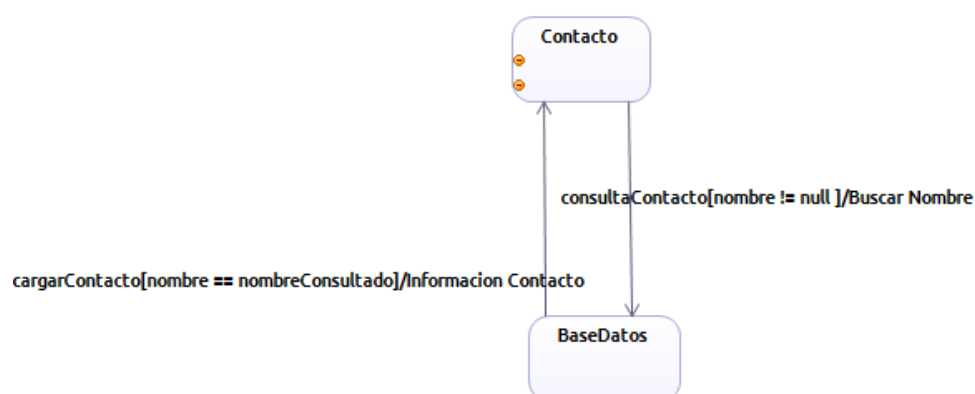 Contacto
consultaContacto[nombre != null ]/Buscar Nombre
cargarContacto[nombre == nombreConsultado]/Informacion Contacto
BaseDatos